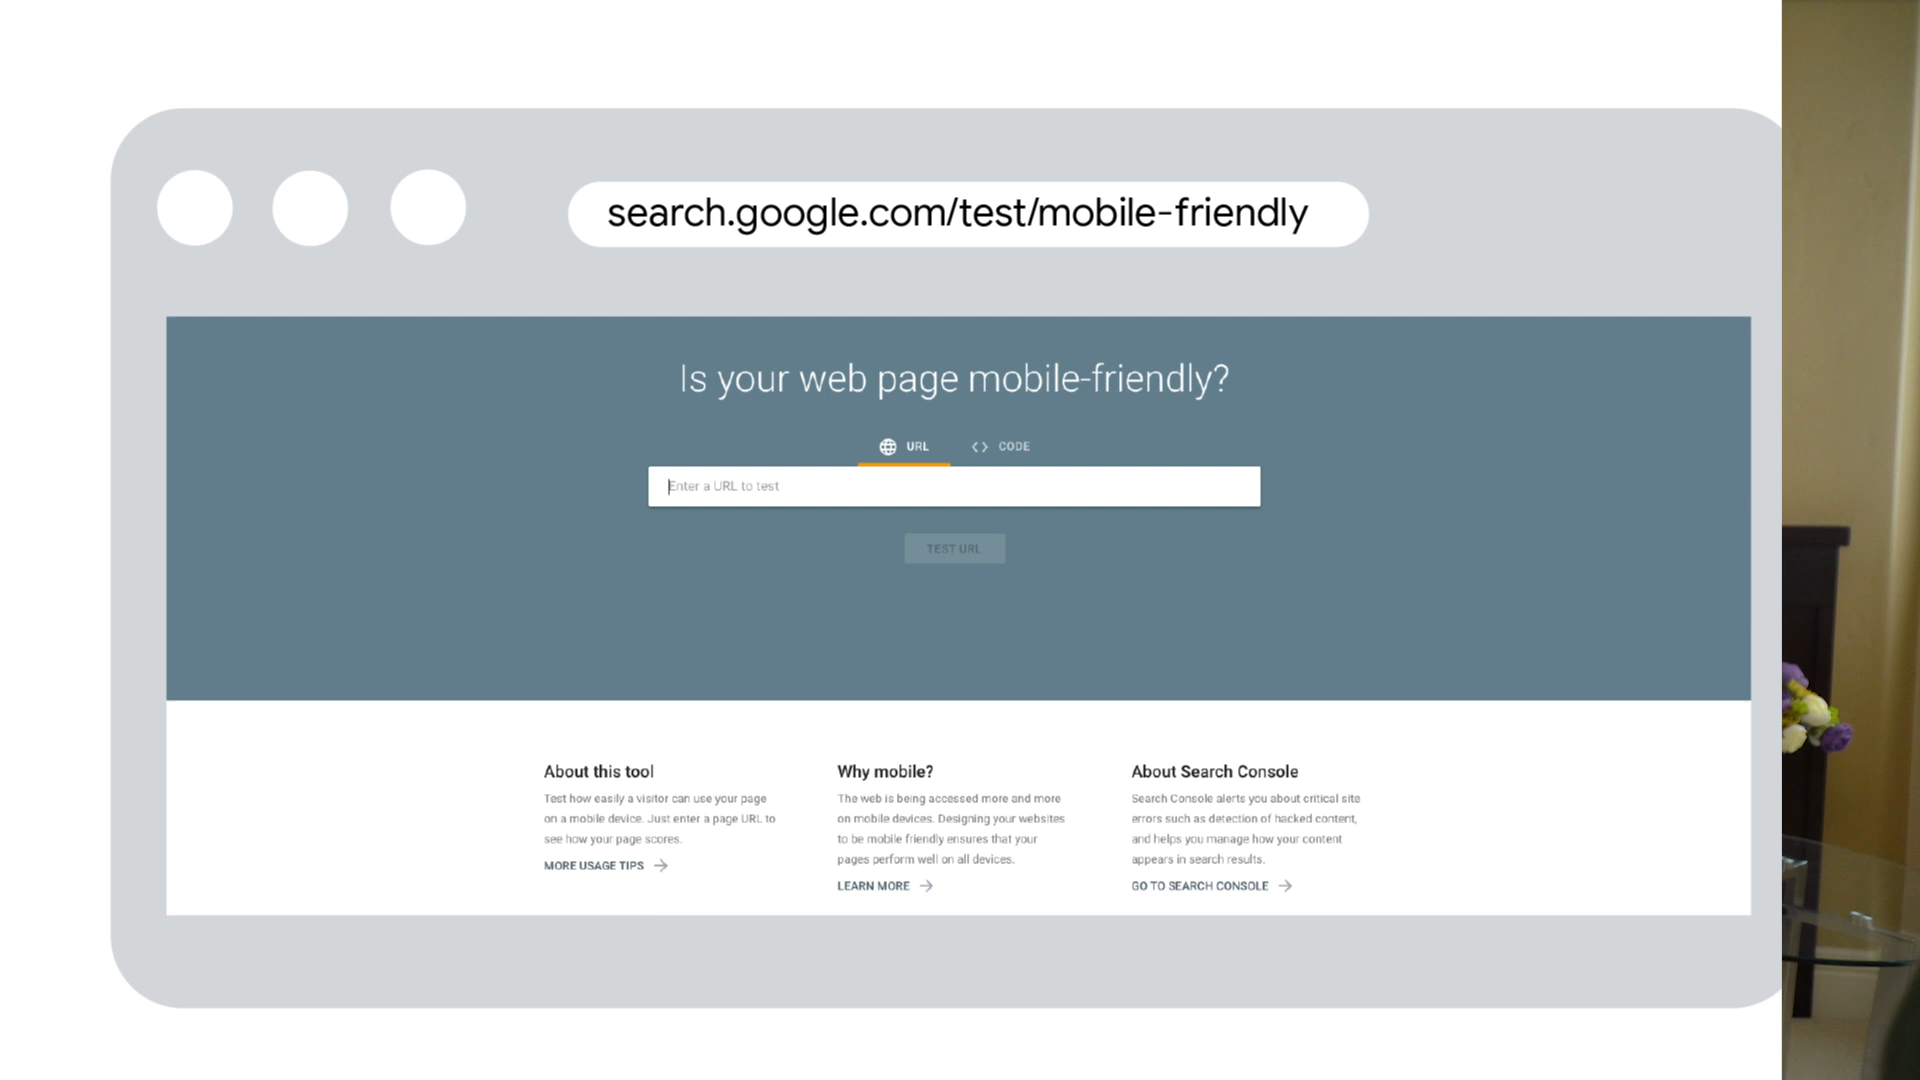 search.google.com/test/mobile-friendly
Is your web page mobile-friendly?
URL
CODE
Enter a URL to test
TEST URL
About this tool
Test how easily a visitor can use your page
on a mobile device. Just enter a page URL to
see how your page scores.
MORE USAGE TIPS
Why mobile?
The web is being accessed more and more
on mobile devices. Designing your websites
to be mobile friendly ensures that your
pages perform well on all devices.
LEARN MORE
About Search Console
Search Console alerts you about critical site
errors such as detection of hacked content,
and helps you manage how your content
appears in search results.
GO TO SEARCH CONSOLE